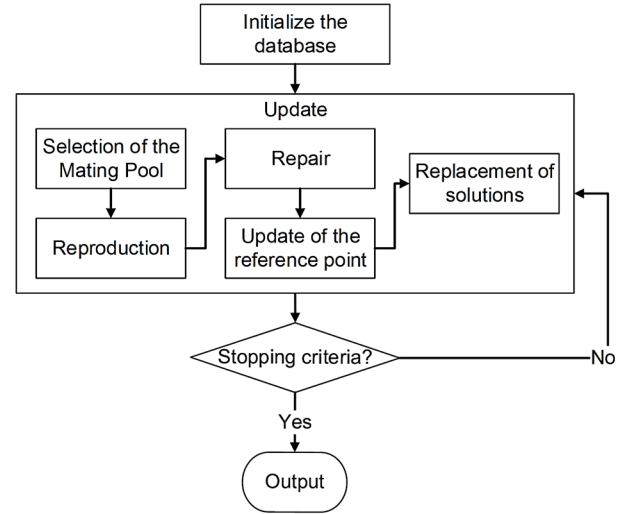 Initialize the
database
Update
Selection of the
Mating Pool
Reproduction
Repair
Update of the
reference point
Replacement of
solutions
Stopping criteria?
No
Yes
Output